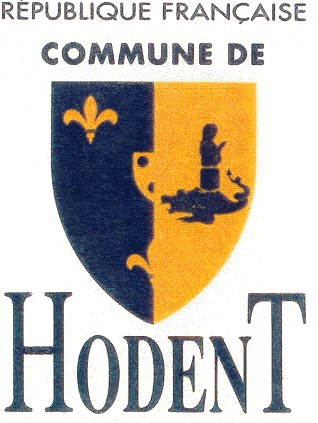 RÉPUBLIQUE FRANÇAISE
COMMUNE DE
HODENT